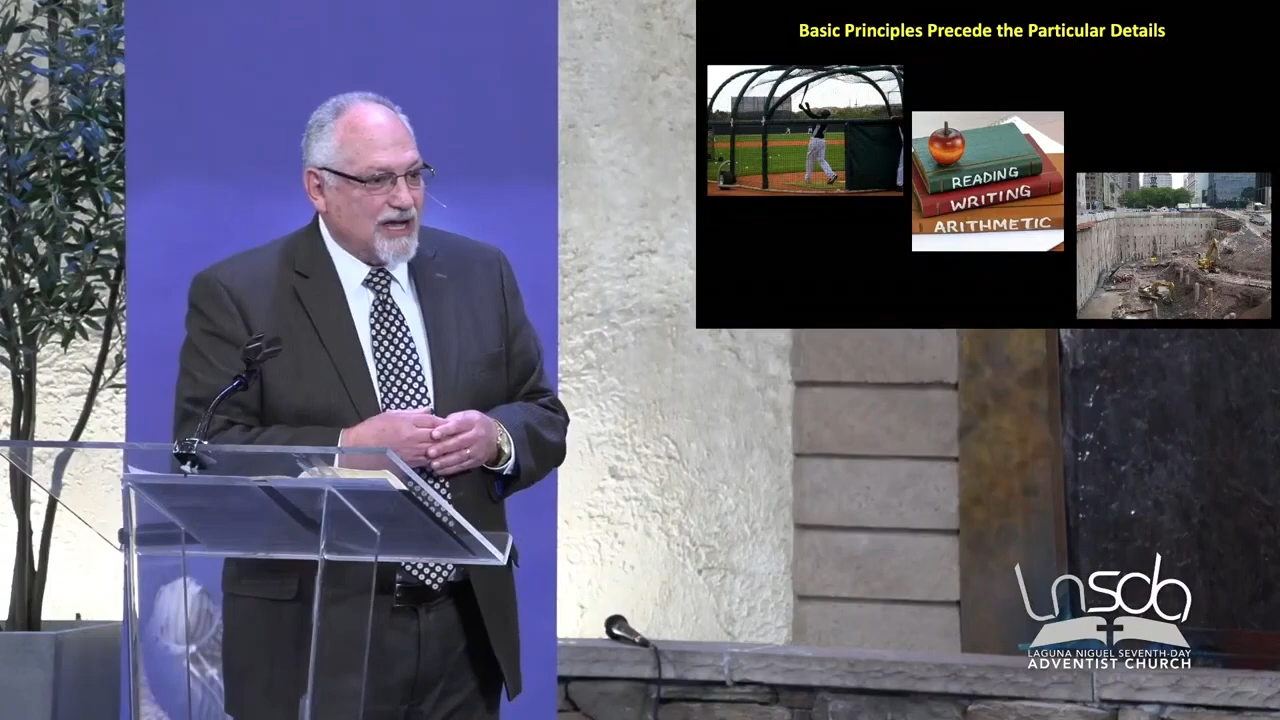 Basic Principles Precede the Particular Details
READING
WRITING
ARITHMETIC
lnsda
LAGUNA NIGUEL SEVENTH-DAY
ADVENTIST CHURCH